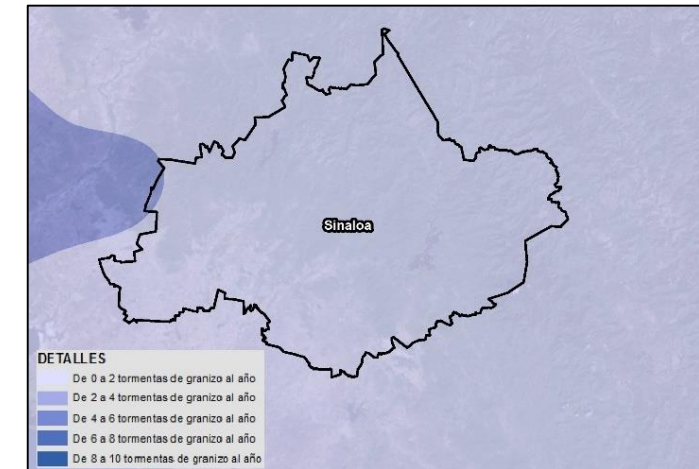 Sinaloa
DETALLES
De 0 a 2 tormentas de granizo al año
De 2 a 4 tormentas de granizo al año
De 4 a 6 tormentas de granizo al año
De 6 a 8 tormentas de granizo al año
De 8 a 10 tormentas de granizo al año